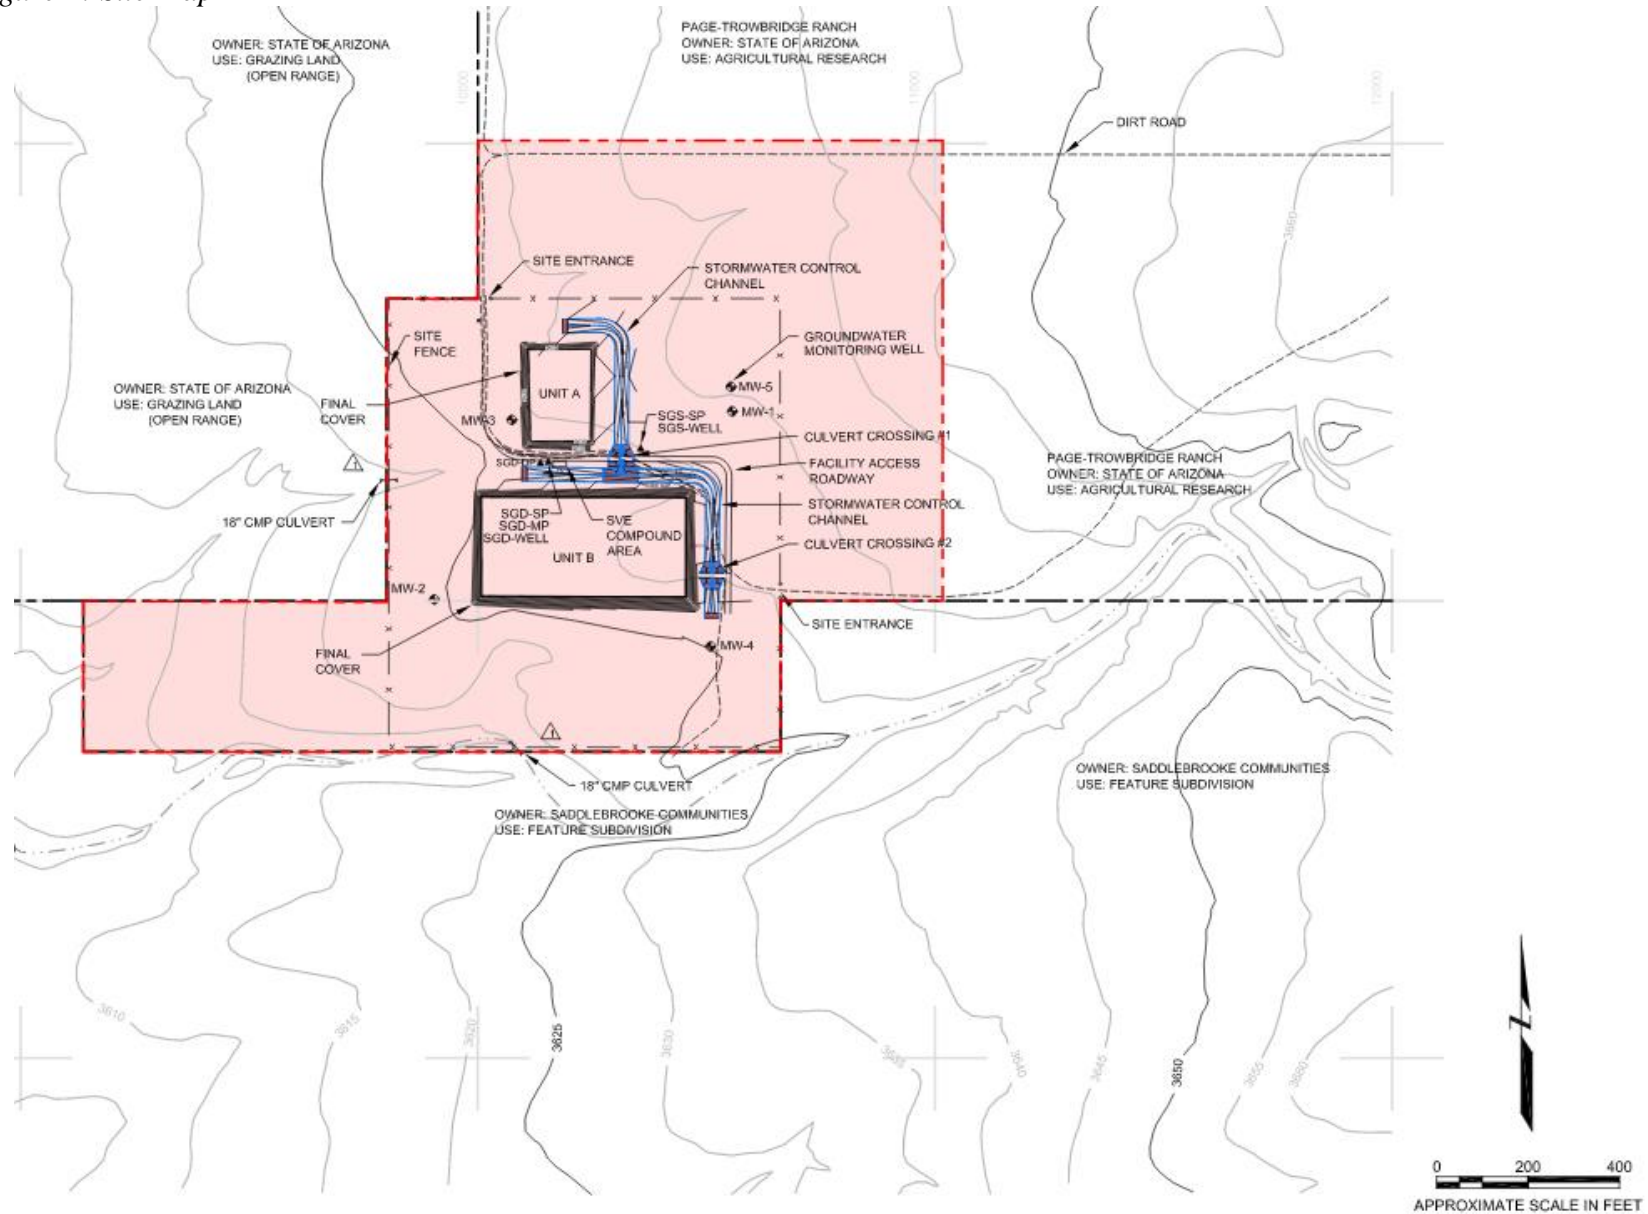 OWNER: STATE OF ARIZONA
USE: GRAZING LAND
(OPEN RANGE)
PAGE-TROWBRIDGE RANCH
OWNER: STATE OF ARIZONA
USE: AGRICULTURAL RESEARCH
10000
11000
12000
DIRT ROAD
3660
SITE ENTRANCE
STORMWATER CONTROL
CHANNEL
SITE
FENCE
GROUNDWATER
MONITORING WELL
OWNER: STATE OF ARIZONA
USE: GRAZING LAND
(OPEN RANGE)
FINAL
COVER
UNIT A
MW-5
MW-1
MW-3
SGS-SP
SGS-WELL
CULVERT CROSSING #1
FACILITY ACCESS
ROADWAY
PAGE-TROWBRIDGE RANCH
OWNER: STATE OF ARIZONA
USE: AGRICULTURAL RESEARCH
1
18" CMP CULVERT
SGD-SP
SGD-MP
SGD-WELL
SVE
COMPOUND
AREA
STORMWATER CONTROL
CHANNEL
CULVERT CROSSING #2
UNIT B
MW-2
SITE ENTRANCE
MW-4
FINAL
COVER
1
18" CMP CULVERT
OWNER: SADDLEBROOKE COMMUNITIES
USE: FEATURE SUBDIVISION
OWNER: SADDLEBROOKE COMMUNITIES
USE: FEATURE SUBDIVISION
3610
3615
3620
3625
3630
3635
3640
3645
3650
3655
3660
Z
0 200 400
APPROXIMATE SCALE IN FEET